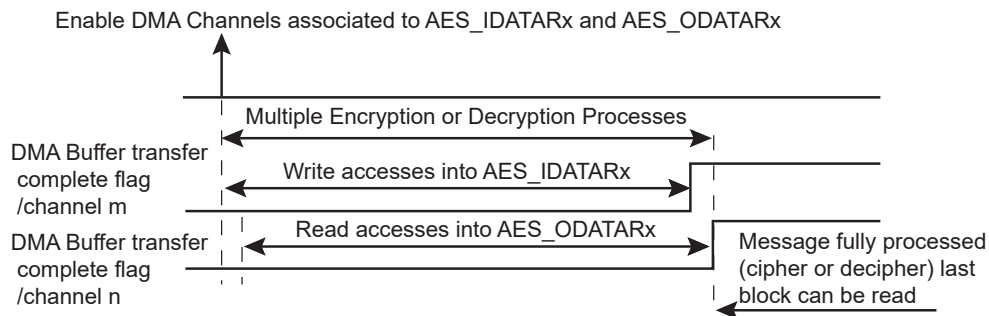 Enable DMA Channels associated to AES_IDATARx and AES_ODATARx
Multiple Encryption or Decryption Processes
DMA Buffer transfer
complete flag
/channel m
Write accesses into AES_IDATARx
DMA Buffer transfer
complete flag
/channel n
Read accesses into AES_ODATARx
Message fully processed
(cipher or decipher) last
block can be read